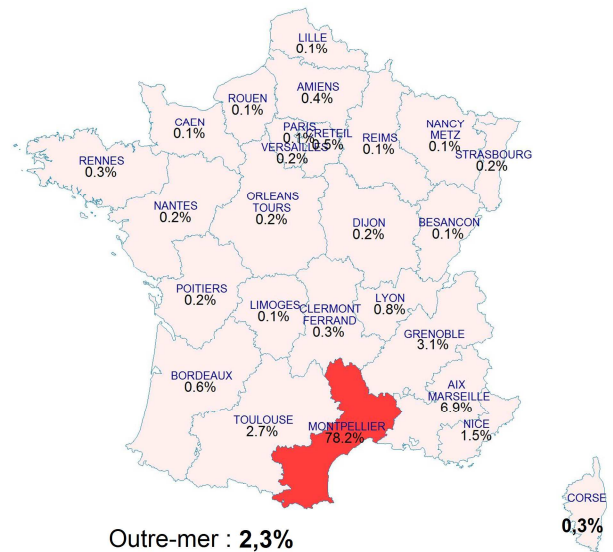 LILLE
0.1%
AMIENS
0.4%
ROUEN
0.1%
CAEN
0.1%
PARIS
0.1%
CRETEIL
0.5%
VERSAILLES
0.2%
REIMS
0.1%
NANCY
METZ
0.1%
STRASBOURG
0.2%
RENNES
0.3%
NANTES
0.2%
ORLEANS
TOURS
0.2%
DIJON
0.2%
BESANCON
0.1%
POITIERS
0.2%
LIMOGES
0.1%
CLERMONT
FERRAND
0.3%
LYON
0.8%
GRENOBLE
3.1%
BORDEAUX
0.6%
AIX
MARSEILLE
6.9%
TOULOUSE
2.7%
MONTPELLIER
78.2%
NICE
1.5%
CORSE
0,3%
Outre-mer : 2,3%